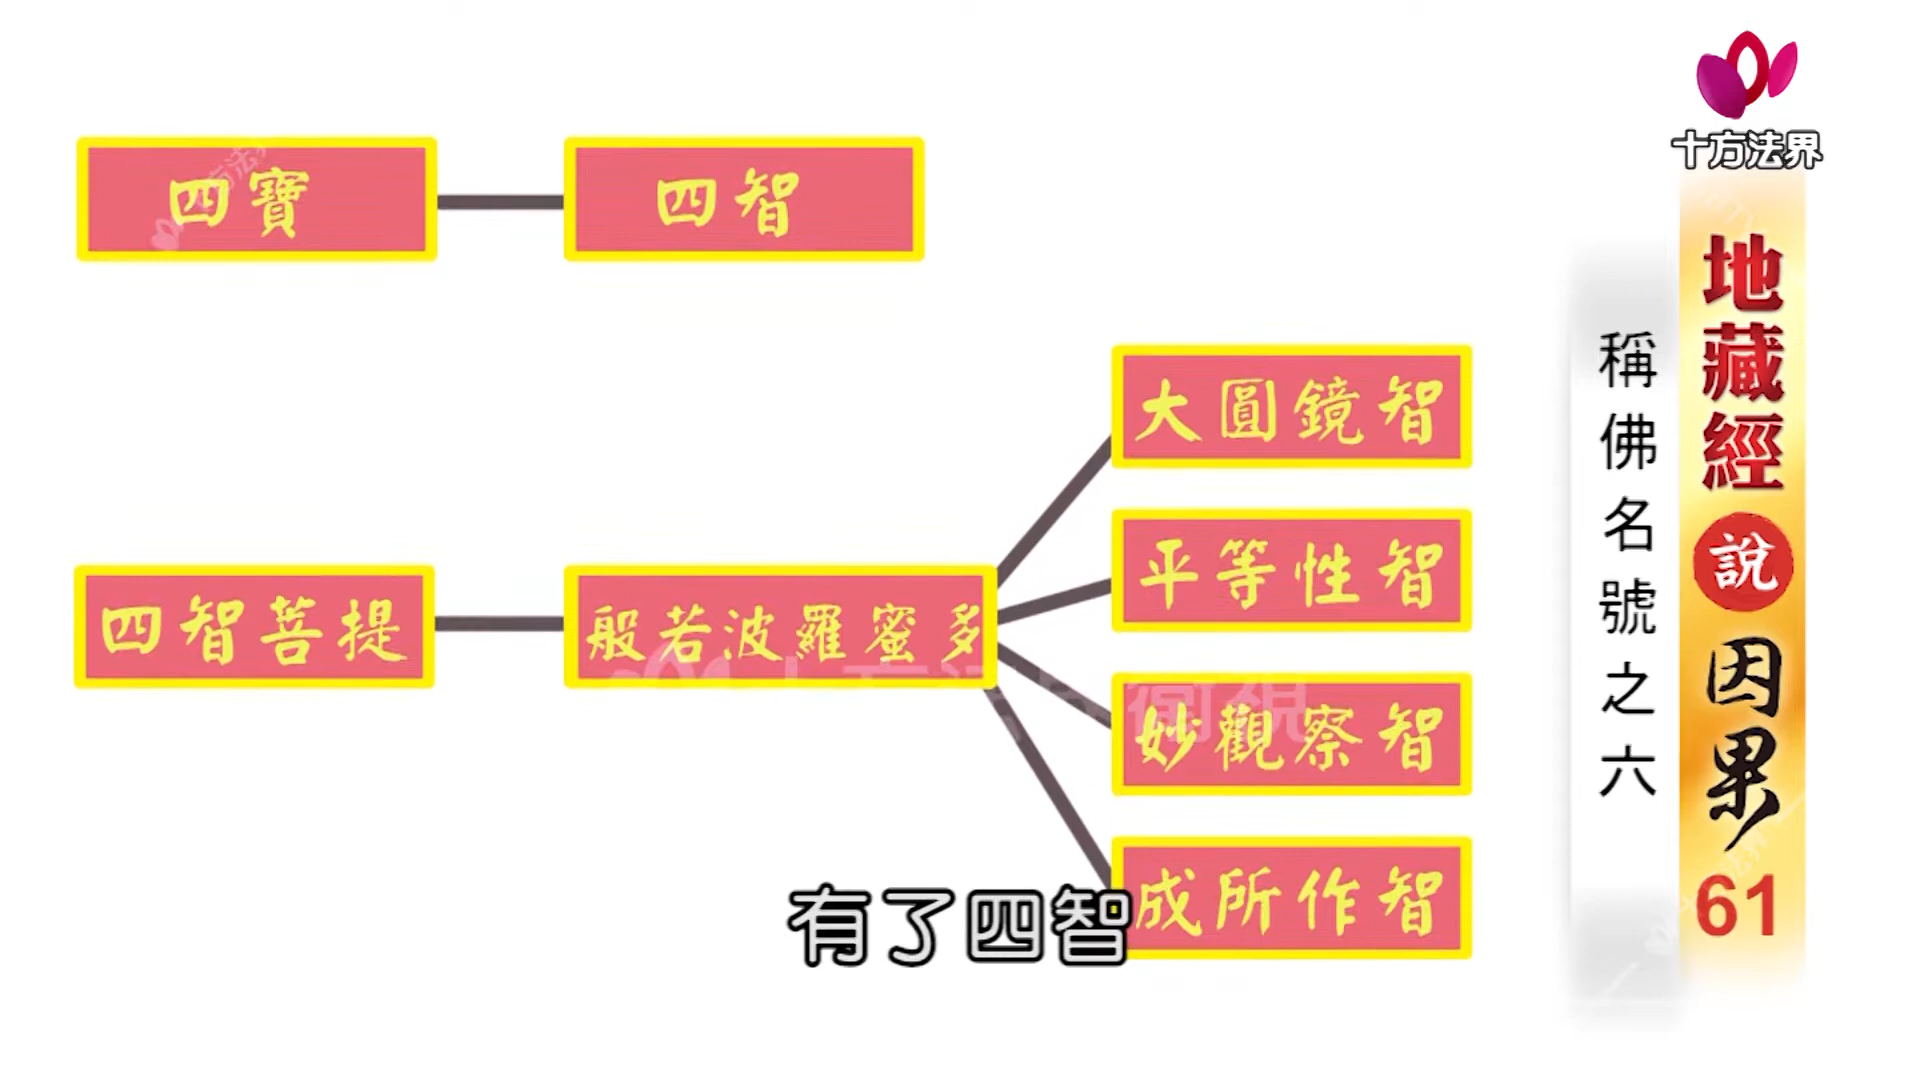 四寶
四智
四智菩提
般若波羅蜜多
大圓鏡智
平等性智
妙觀察智
成所作智
有了四智
十方法界
地藏經說因果
61
稱佛名號之六